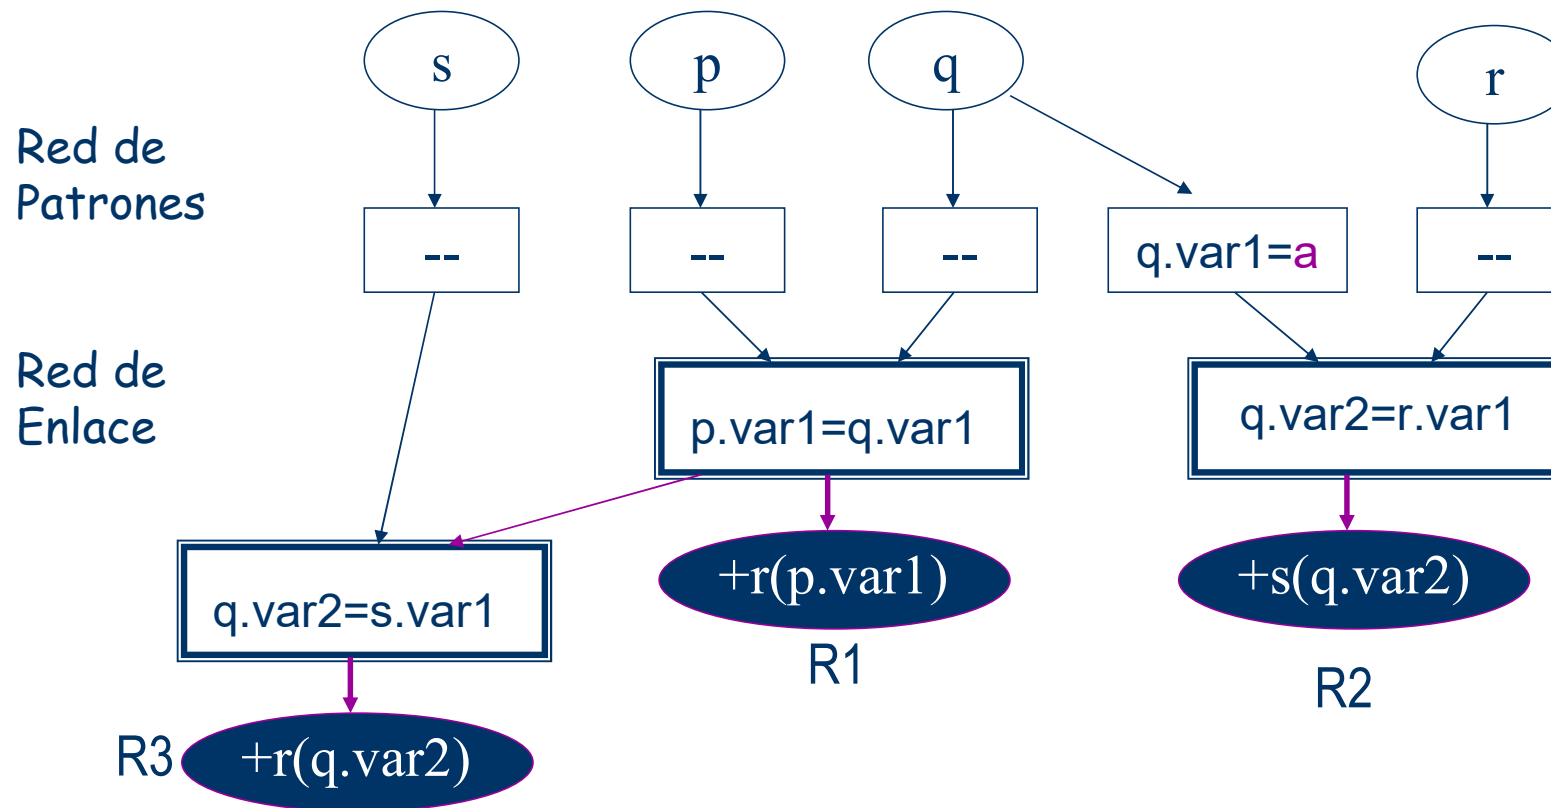 s
p
q
r
Red de
Patrones
--
--
--
q.var1=a
--
Red de
Enlace
p.var1=q.var1
q.var2=r.var1
q.var2=s.var1
+r(p.var1)
+s(q.var2)
R1
R2
R3
+r(q.var2)